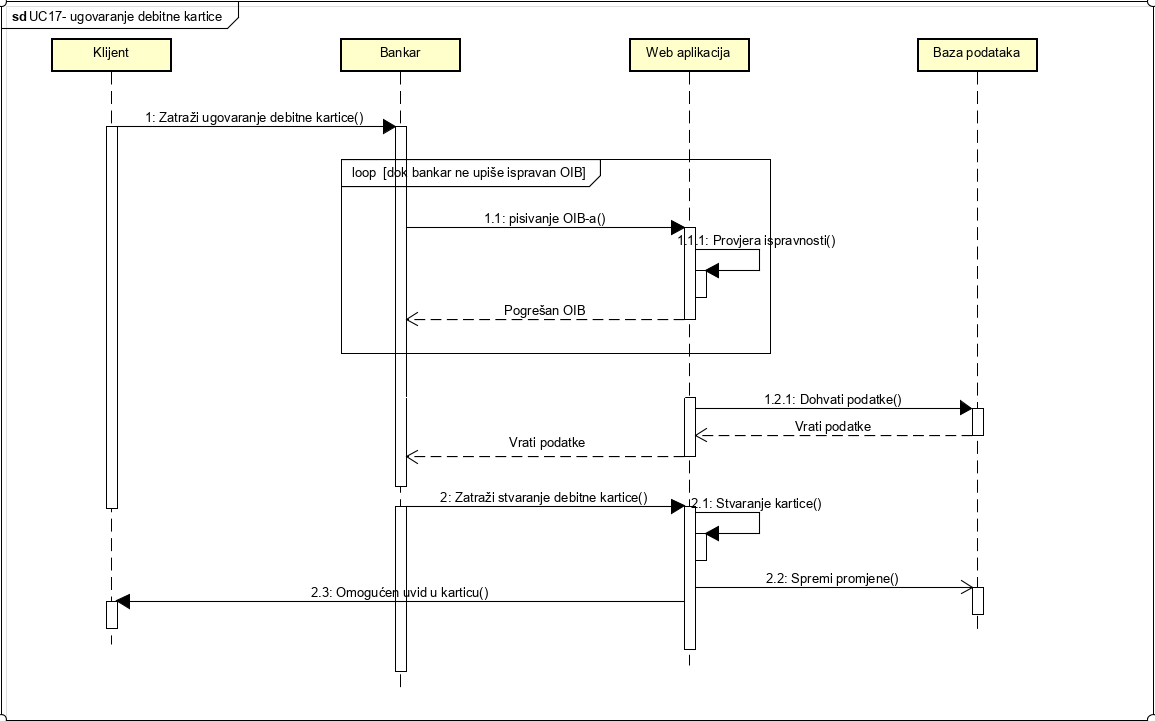 sd UC17- ugovaranje debitne kartice
Klijent
Bankar
Web aplikacija
Baza podataka
1: Zatraži ugovaranje debitne kartice()
loop [dok bankar ne upiše ispravan OIB]
1.1: pisivanje OIB-a()
1.1.1: Provjera ispravnosti()
Pogrešan OIB
1.2.1: Dohvati podatke()
Vrati podatke
Vrati podatke
2: Zatraži stvaranje debitne kartice()
2.1: Stvaranje kartice()
2.2: Spremi promjene()
2.3: Omogućen uvid u karticu()